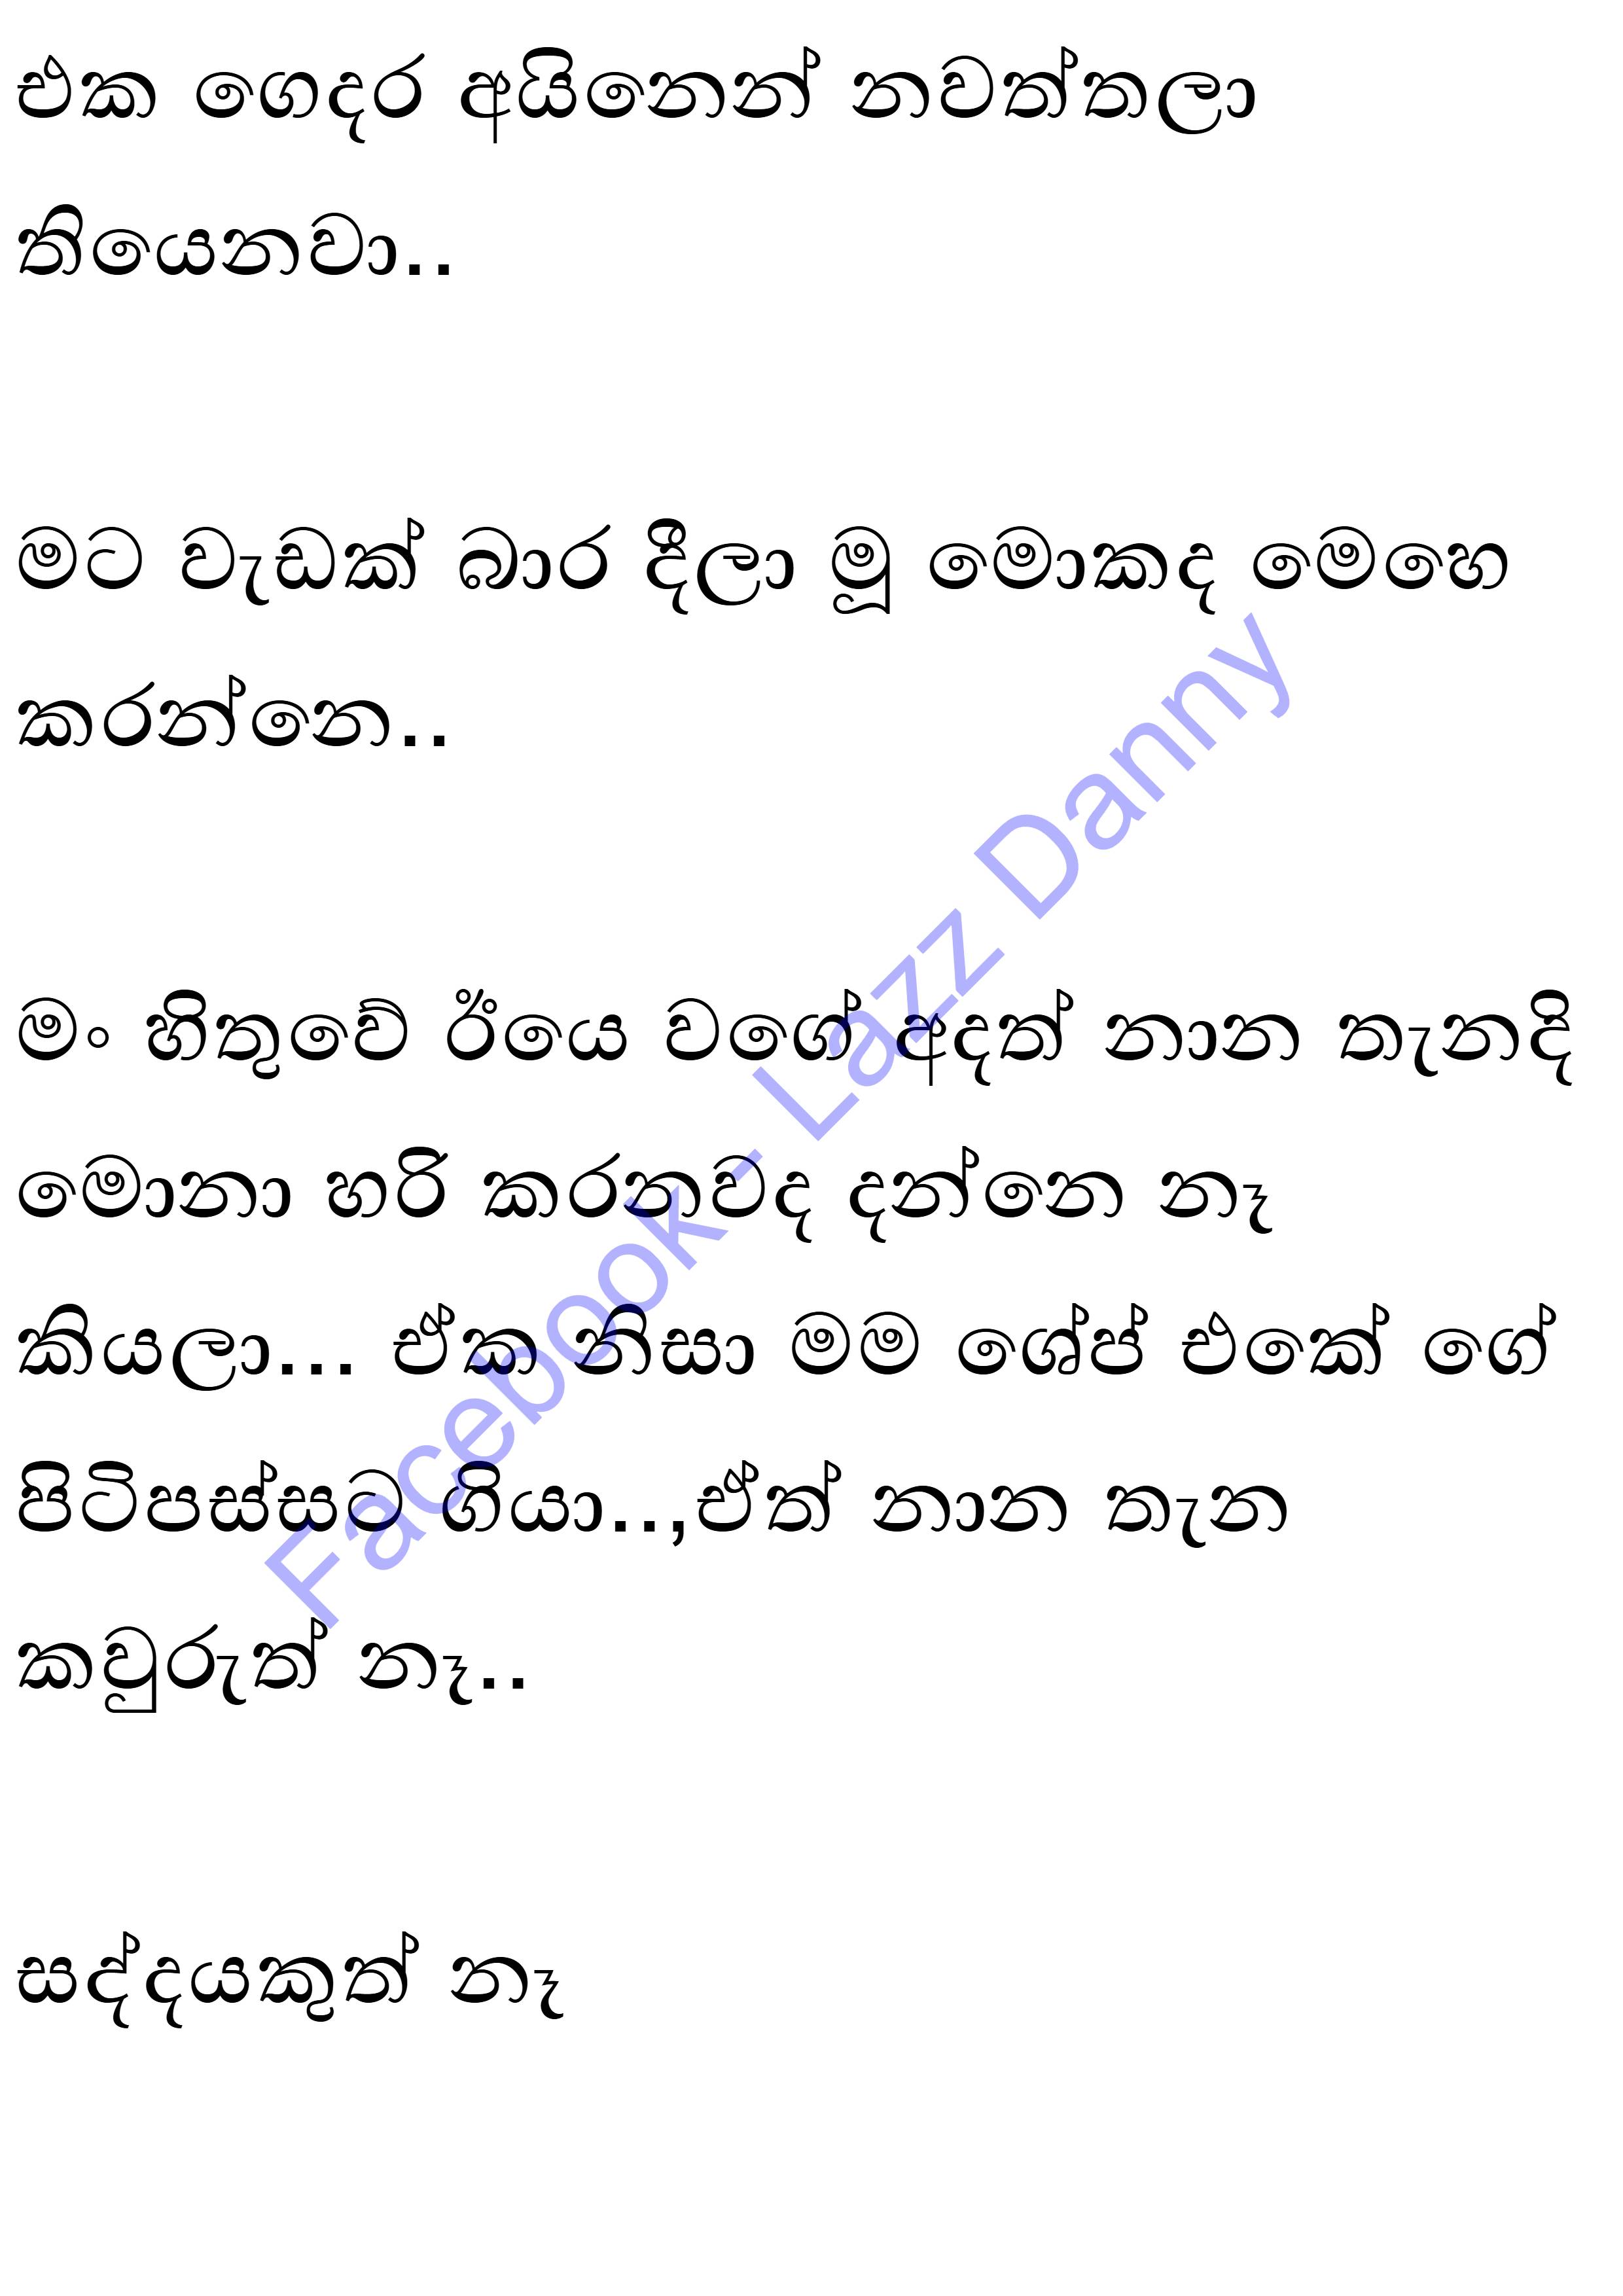 එක ගෙදර අයිනෙන් නවත්තලා
තියෙනවා..
මට වැඩක් බාර දීලා මූ මොකද මෙහෙ
කරන්නෙ..
මං හිතුවේ ඊයෙ වගේ අදත් නාන තැනදි
මොනා හරි කරනවද දන්නෙ නෑ
කියලා... ඒක නිසා මම ශේප් එකේ ගේ
පිටිපස්සට ගියා..,ඒත් නාන තැන
කවුරුත් නෑ..
සද්දයකුත් නෑ
Facebook - Lazz Danny